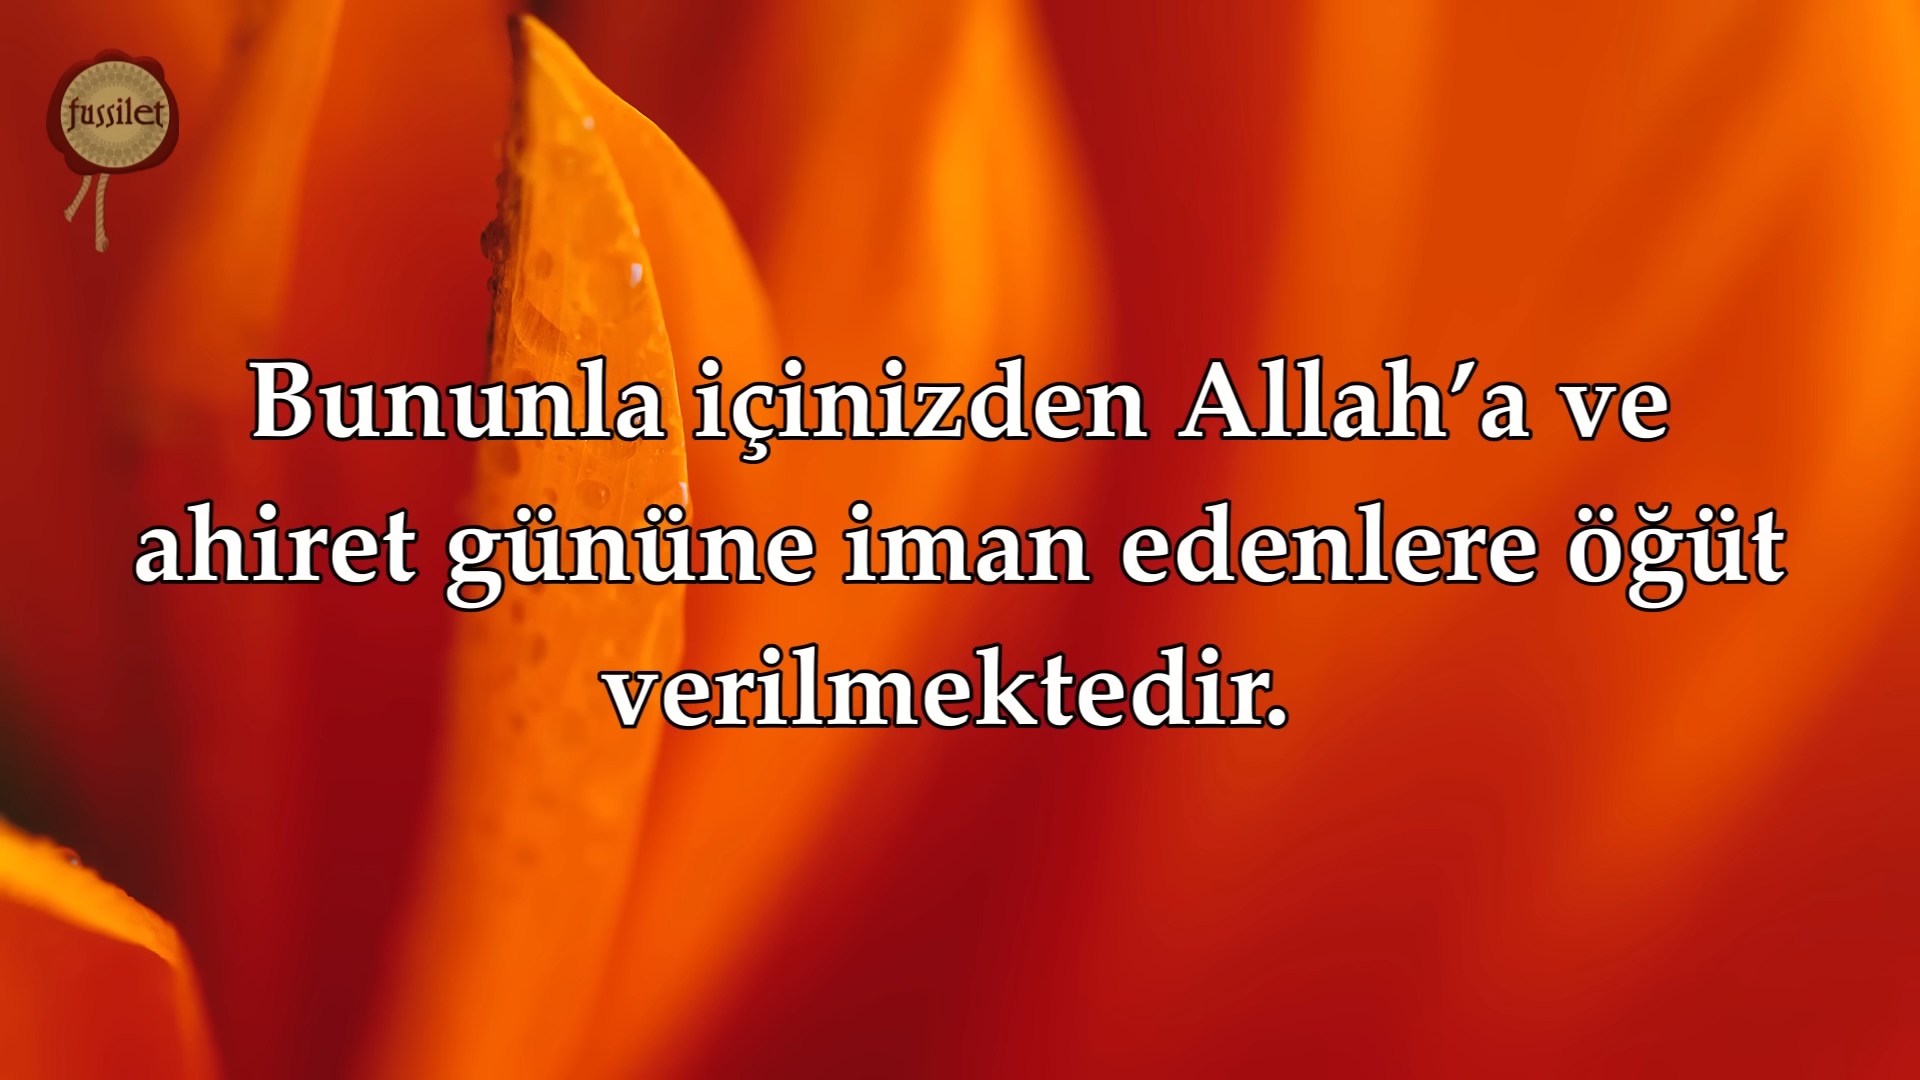 fussilet
Bununla içinizden Allah’a ve
ahiret gününe iman edenlere öğüt
verilmektedir.